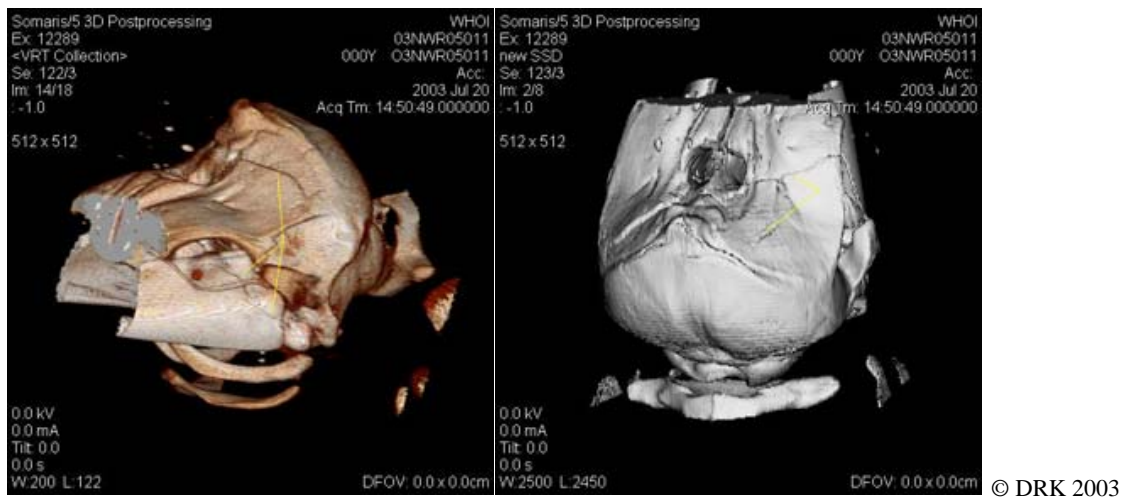 Somaris/5 3D Postprocessing
WHOI
Ex: 12289
03NWR05011
<VRT Collection>
000Y O3NWR05011
Se: 122/3
Acc:
Im: 14/18
2003 Jul 20
: -1.0
Acq Tm: 14:50:49.000000
512 x 512
0.0 kV
0.0 mA
Tilt: 0.0
0.0 s
W:200 L:122
DFOV: 0.0 x 0.0cm
Somaris/5 3D Postprocessing
WHOI
Ex: 12289
03NWR05011
new SSD
000Y O3NWR05011
Se: 123/3
Acc:
Im: 2/8
2003 Jul 20
: -1.0
Acq Tm: 14:50:49.000000
512 x 512
0.0 kV
0.0 mA
Tilt: 0.0
0.0 s
W:2500 L:2450
DFOV: 0.0 x 0.0cm
© DRK 2003